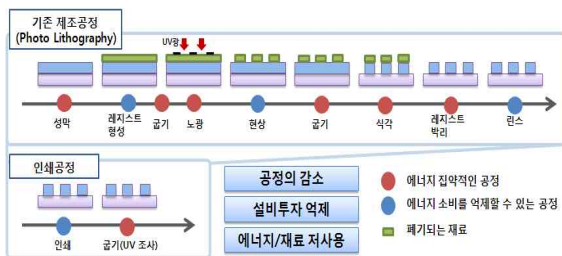 기존 제조공정
(Photo Lithography)
UV광
성막
레지스트
형성
굽기
노광
현상
굽기
식각
레지스트
박리
린스
인쇄공정
인쇄
굽기(UV 조사)
공정의 감소
설비투자 억제
에너지/재료 저사용
에너지 집약적인 공정
에너지 소비를 억제할 수 있는 공정
폐기되는 재료